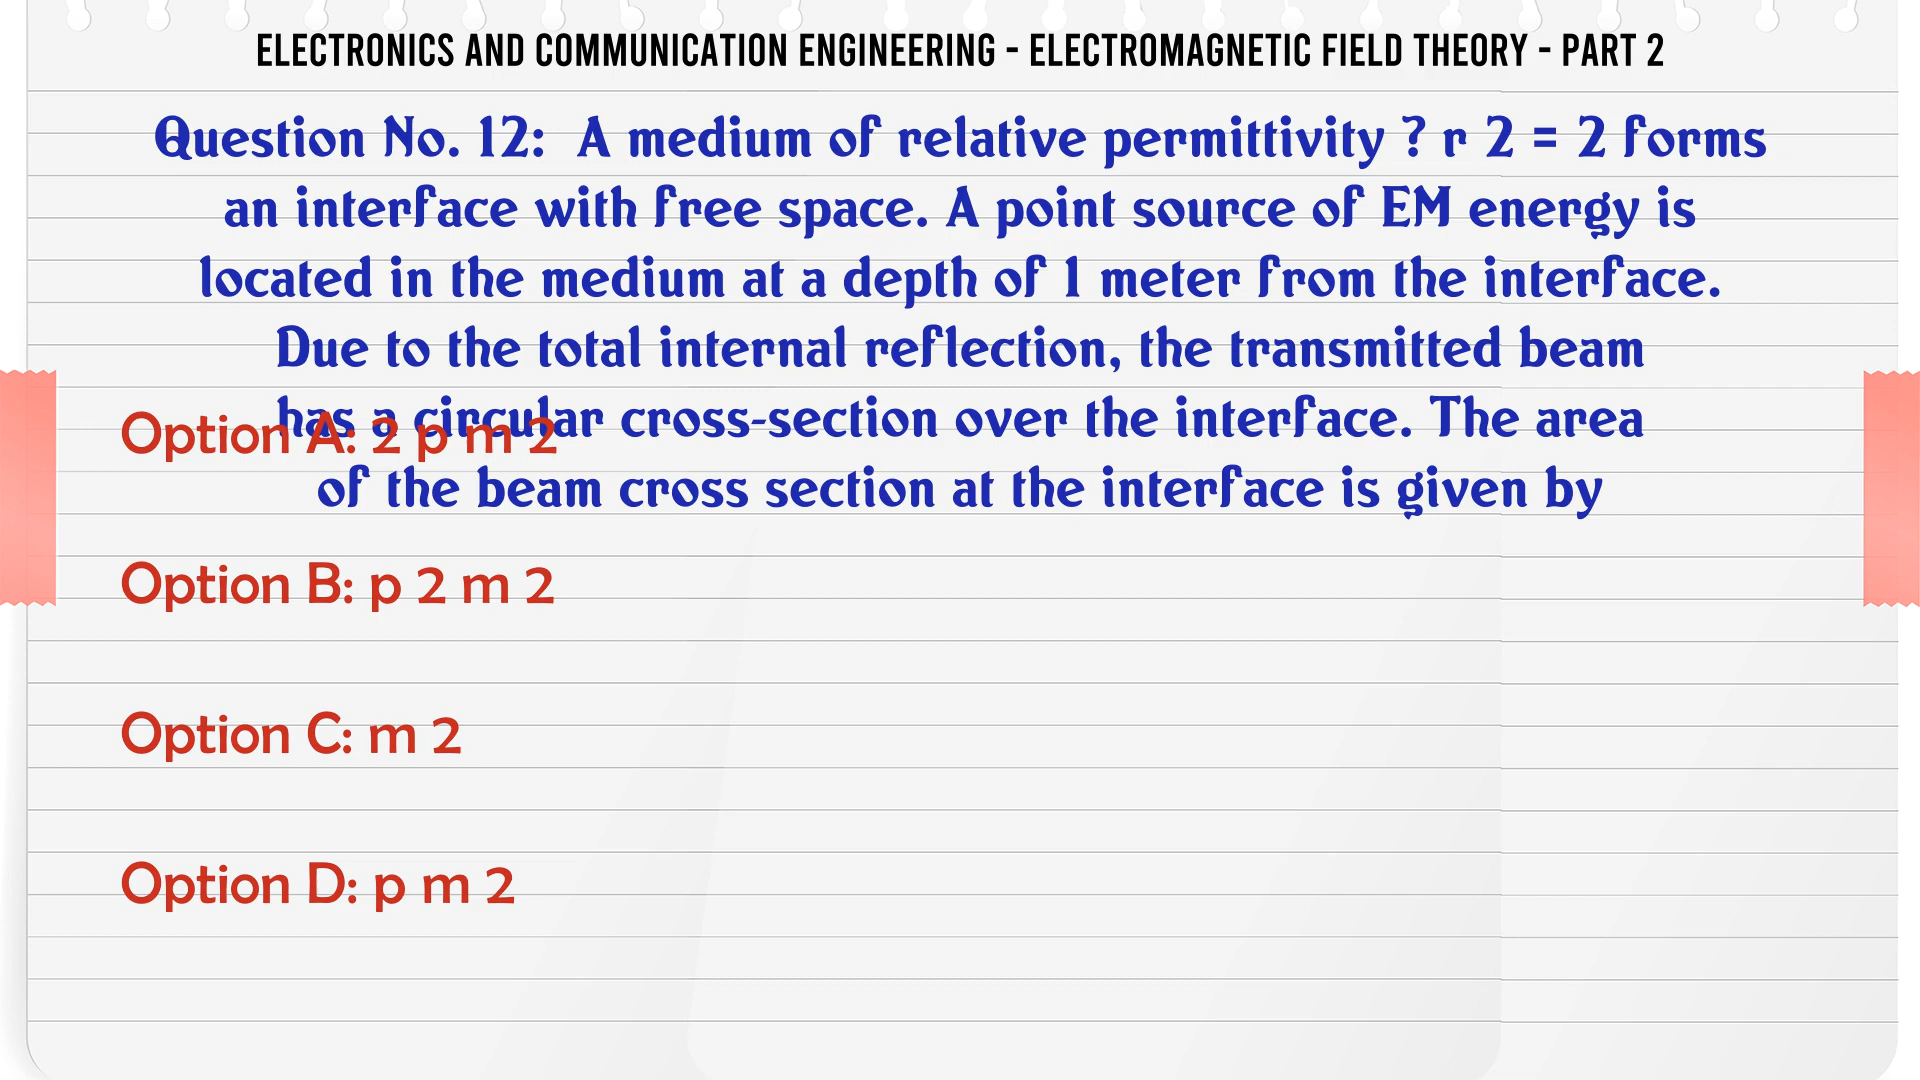 ELECTRONICS AND COMMUNICATION ENGINEERING - ELECTROMAGNETIC FIELD THEORY - PART 2
Question No. 12: A medium of relative permittivity ? r 2 = 2 forms
an interface with free space. A point source of EM energy is
located in the medium at a depth of 1 meter from the interface.
Due to the total internal reflection, the transmitted beam
has a circular cross-section over the interface. The area
of the beam cross section at the interface is given by
Option A: 2 p m 2
Option B: p 2 m 2
Option C: m 2
Option D: p m 2